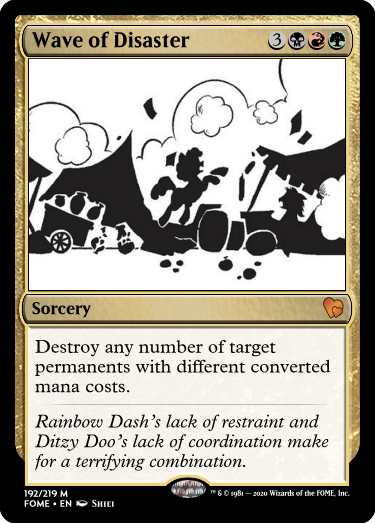 Wave of Disaster 3
Sorcery
Destroy any number of target
permanents with different converted
mana costs.
Rainbow Dash's lack of restraint and
Ditzy Doo's lack of coordination make
for a terrifying combination.
192/219 M
FOME • EN Shiei
™ & © 1981 — 2020 Wizards of the FOME, Inc.